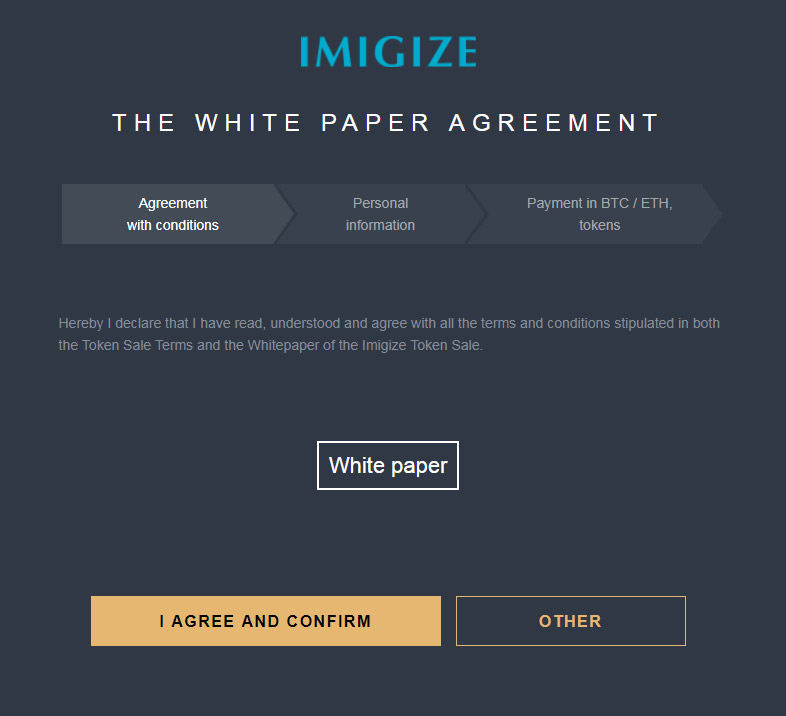 IMIGIZE
THE WHITE PAPER AGREEMENT
Agreement
with conditions
Personal
information
Payment in BTC / ETH,
tokens
Hereby I declare that I have read, understood and agree with all the terms and conditions stipulated in both
the Token Sale Terms and the Whitepaper of the Imigize Token Sale.
White paper
I AGREE AND CONFIRM
OTHER